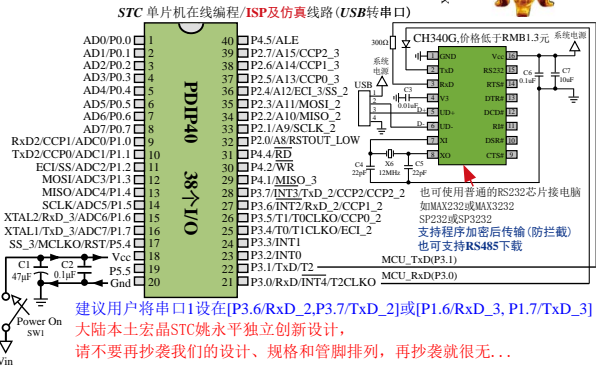 STC 单片机在线编程/ISP及仿真线路(USB转串口)
AD0/P0.0 1
AD1/P0.1 2
AD2/P0.2 3
AD3/P0.3 4
AD4/P0.4 5
AD5/P0.5 6
AD6/P0.6 7
AD7/P0.7 8
RxD2/CCP1/ADC0/P1.0 9
TxD2/CCP0/ADC1/P1.1 10
ECI/SS/ADC2/P1.2 11
MOSI/ADC3/P1.3 12
MISO/ADC4/P1.4 13
SCLK/ADC5/P1.5 14
XTAL2/RxD_3/ADC6/P1.6 15
XTAL1/TxD_3/ADC7/P1.7 16
SS_3/MCLKO/RST/P5.4 17
Vcc 18
P5.5 19
Gnd 20
PDIP40 38个I/O
40 P4.5/ALE
39 P2.7/A15/CCP2_3
38 P2.6/A14/CCP1_3
37 P2.5/A13/CCP0_3
36 P2.4/A12/ECI_3/SS_2
35 P2.3/A11/MOSI_2
34 P2.2/A10/MISO_2
33 P2.1/A9/SCLK_2
32 P2.0/A8/RSTOUT_LOW
31 P4.4/RD
30 P4.2/WR
29 P4.1/MISO_3
28 P3.7/INT3/TxD_2/CCP2/CCP2_2
27 P3.6/INT2/RxD_2/CCP1_2
26 P3.5/T1/T0CLKO/CCP0_2
25 P3.4/T0/T1CLKO/ECI_2
24 P3.3/INT1
23 P3.2/INT0
22 P3.1/TxD/T2
21 P3.0/RxD/INT4/T2CLKO
MCU_TxD(P3.1)
MCU_RxD(P3.0)
C1
47μF
C2
0.1μF
Power On
SW1
Vin
CH340G,价格低于RMB1.3元
系统
电源
300Ω
系统
电源
USB
1
2
3
4
D+
D-
C3
0.01uF
1 GND
2 TxD
3 RxD
4 V3
5 UD+
6 UD-
7 XI
8 XO
Vcc 16
RS232 15
RTS# 14
DTR# 13
DCD# 12
RI# 11
DSR# 10
CTS# 9
C6
0.1uF
C7
10uF
C4
22pF
X6
12MHz
C5
22pF
也可使用普通的RS232芯片接电脑
如MAX232或MAX3232
SP232或SP3232
支持程序加密后传输(防拦截)
也可支持RS485下载
建议用户将串口1设在[P3.6/RxD_2,P3.7/TxD_2]或[P1.6/RxD_3, P1.7/TxD_3]
大陆本土宏晶STC姚永平独立创新设计，
请不要再抄袭我们的设计、规格和管脚排列，再抄袭就很无...